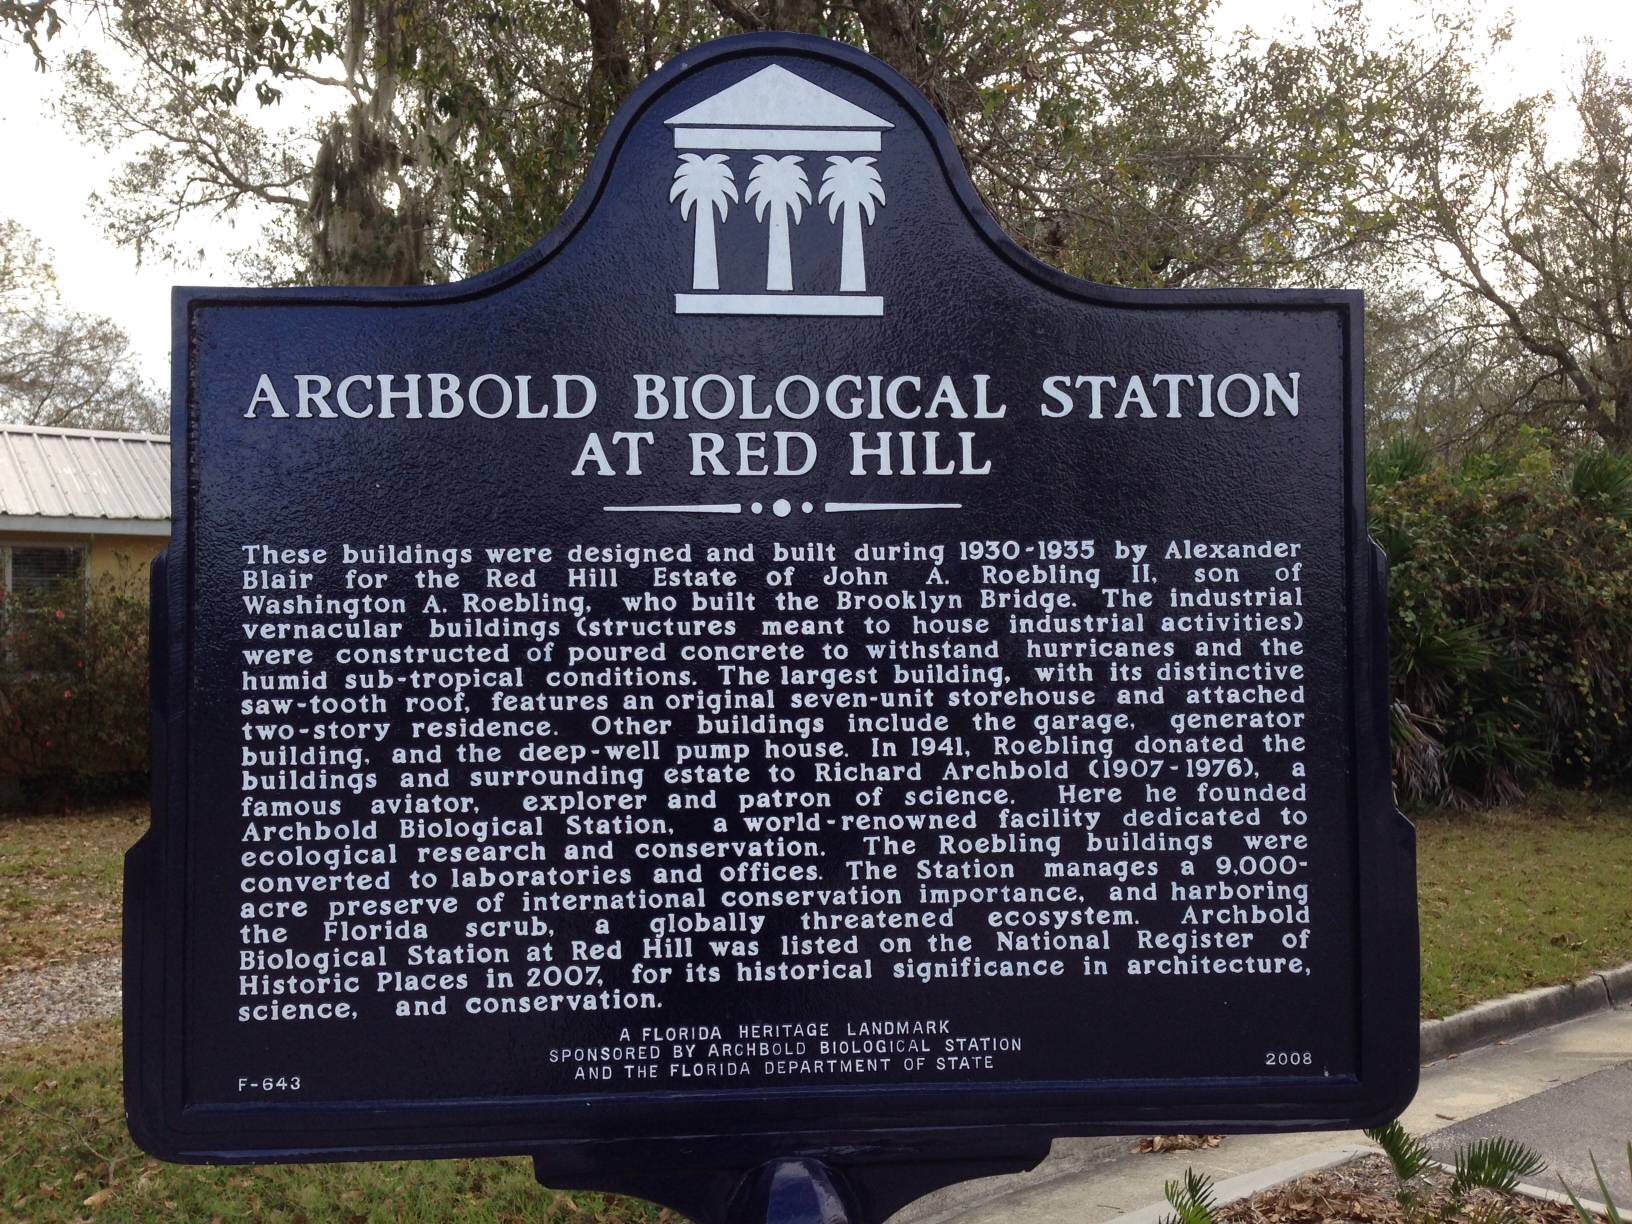 ARCHBOLD BIOLOGICAL STATION
AT RED HILL
These buildings were designed and built during 1930-1935 by Alexander
Blair for the Red Hill Estate of John A. Roebling II, son of
Washington A. Roebling, who built the Brooklyn Bridge. The industrial
vernacular buildings (structures meant to house industrial activities)
were constructed of poured concrete to withstand hurricanes and the
humid sub-tropical conditions. The largest building, with its distinctive
saw-tooth roof, features an original seven-unit storehouse and attached
two-story residence. Other buildings include the garage, generator
building, and the deep-well pump house. In 1941, Roebling donated the
buildings and surrounding estate to Richard Archbold (1907-1976), a
famous aviator, explorer and patron of science. Here he founded
Archbold Biological Station, a world-renowned facility dedicated to
ecological research and conservation. The Roebling buildings were
converted to laboratories and offices. The Station manages a 9,000-
acre preserve of international conservation importance, and harboring
the Florida scrub, a globally threatened ecosystem. Archbold
Biological Station at Red Hill was listed on the National Register of
Historic Places in 2007, for its historical significance in architecture,
science, and conservation.
A FLORIDA HERITAGE LANDMARK
SPONSORED BY ARCHBOLD BIOLOGICAL STATION
AND THE FLORIDA DEPARTMENT OF STATE
F-643
2008